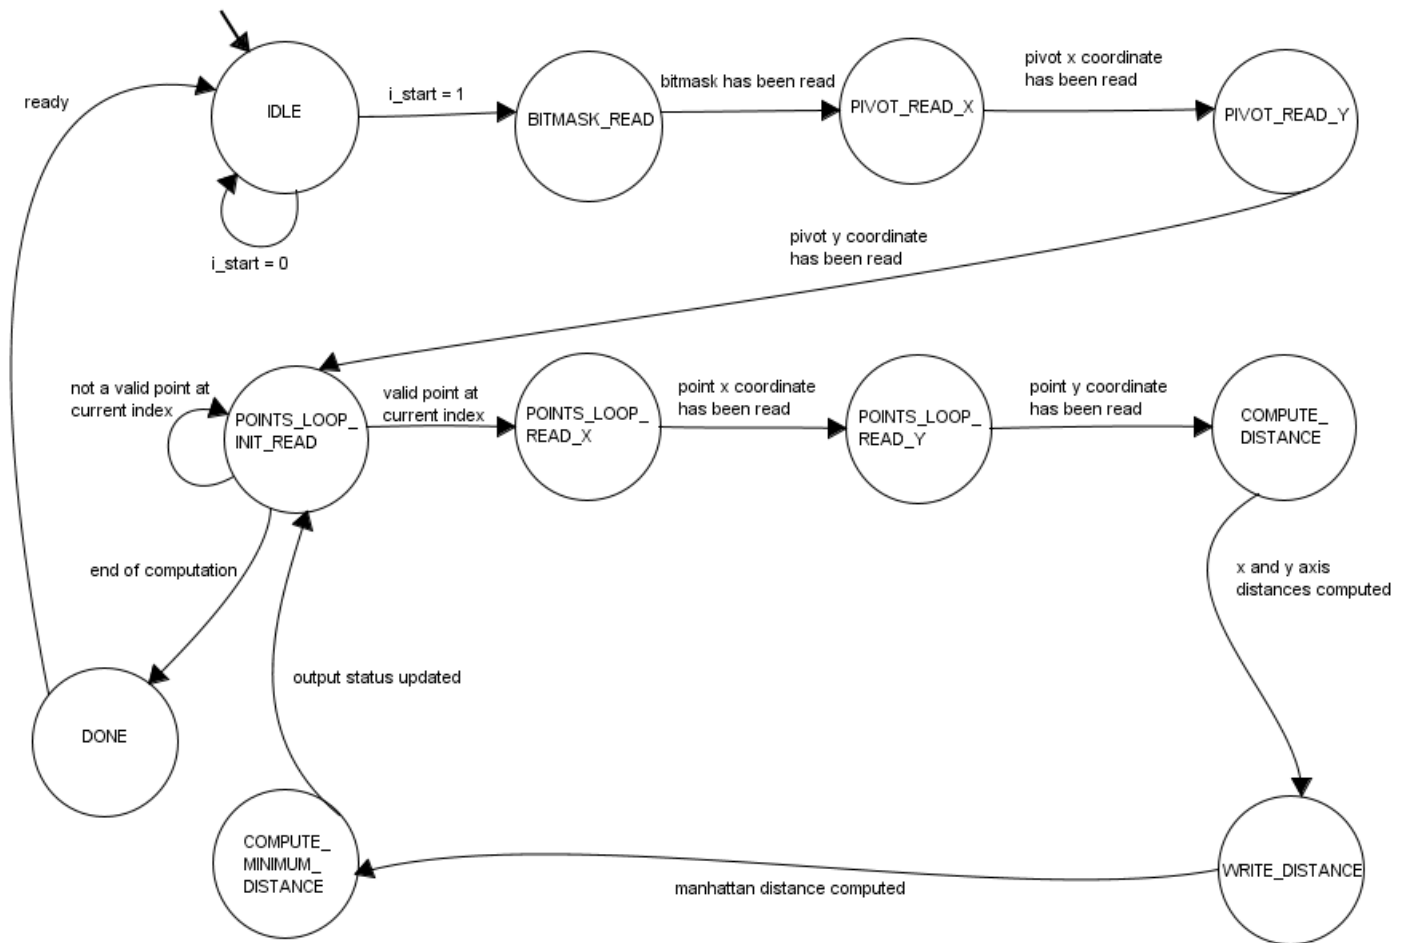 ready
IDLE
i_start = 1
BITMASK_READ
bitmask has been read
PIVOT_READ_X
pivot x coordinate
has been read
PIVOT_READ_Y
i_start = 0
pivot y coordinate
has been read
not a valid point at
current index
POINTS_LOOP_
INIT_READ
valid point at
current index
POINTS_LOOP_
READ_X
point x coordinate
has been read
POINTS_LOOP_
READ_Y
point y coordinate
has been read
COMPUTE_
DISTANCE
end of computation
x and y axis
distances computed
output status updated
DONE
COMPUTE_
MINIMUM_
DISTANCE
manhattan distance computed
WRITE_DISTANCE